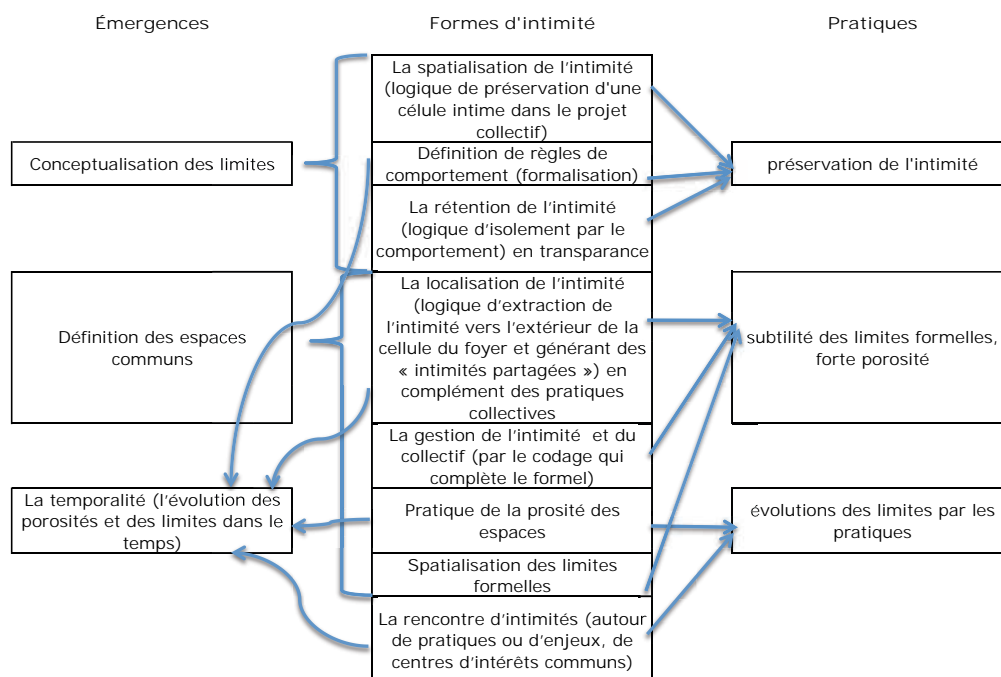 Émergences
Formes d'intimité
Pratiques
La spatialisation de l'intimité
(logique de préservation d'une
célule intime dans le projet
collectif)
Conceptualisation des limites
Définition de règles de
comportement (formalisation)
préservation de l'intimité
La rétention de l'intimité
(logique d'isolement par le
comportement) en transparance
Définition des espaces
communs
La localisation de l'intimité
(logique d'extraction de
l'intimité vers l'extérieur de la
cellule du foyer et générant des
« intimités partagées ») en
complément des pratiques
collectives
subtilité des limites formelles,
forte porosité
La gestion de l'intimité et du
collectif (par le codage qui
complète le formel)
La temporalité (l'évolution des
porosités et des limites dans le
temps)
Pratique de la prosité des
espaces
évolutions des limites par les
pratiques
Spatialisation des limites
formelles
La rencontre d'intimités (autour
de pratiques ou d'enjeux, de
centres d'intérêts communs)